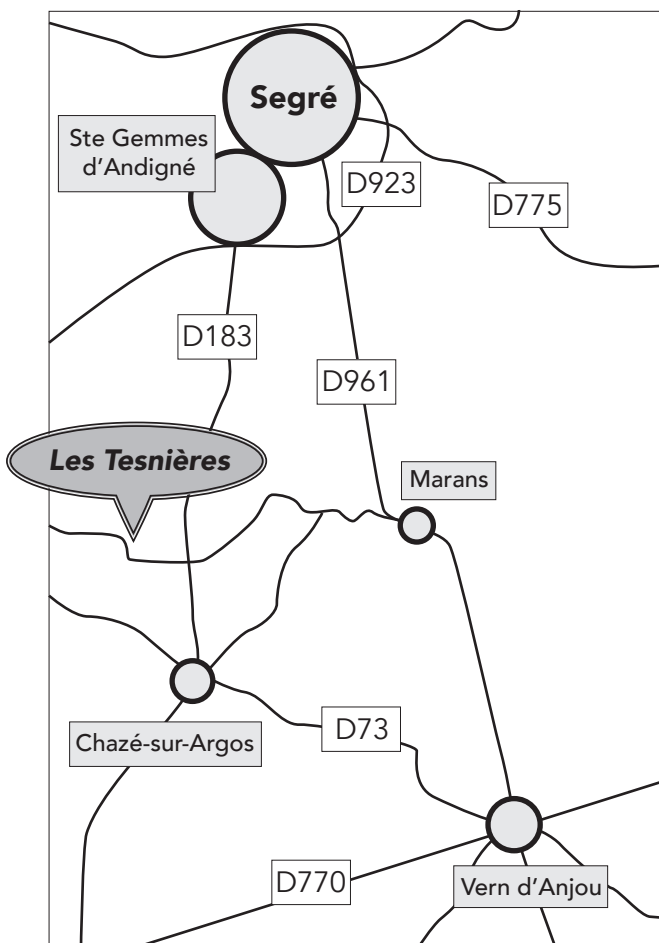 Segré
Ste Gemmes
d'Andigné
D923
D775
D183
D961
Les Tesnières
Marans
Chazé-sur-Argos
D73
D770
Vern d'Anjou